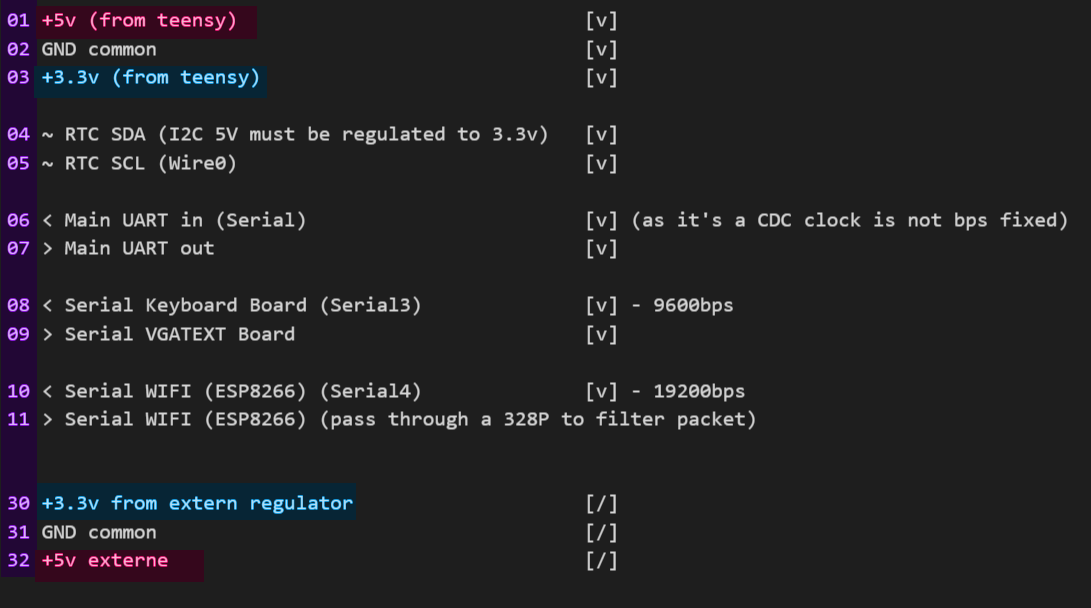 01 +5v (from teensy) [v]
02 GND common [v]
03 +3.3v (from teensy) [v]
04 ~ RTC SDA (I2C 5V must be regulated to 3.3v) [v]
05 ~ RTC SCL (Wire0) [v]
06 < Main UART in (Serial) [v] (as it's a CDC clock is not bps fixed)
07 > Main UART out [v]
08 < Serial Keyboard Board (Serial3) [v] - 9600bps
09 > Serial VGATEXT Board [v]
10 < Serial WIFI (ESP8266) (Serial4) [v] - 19200bps
11 > Serial WIFI (ESP8266) (pass through a 328P to filter packet)
30 +3.3v from extern regulator [/]
31 GND common [/]
32 +5v externe [/]